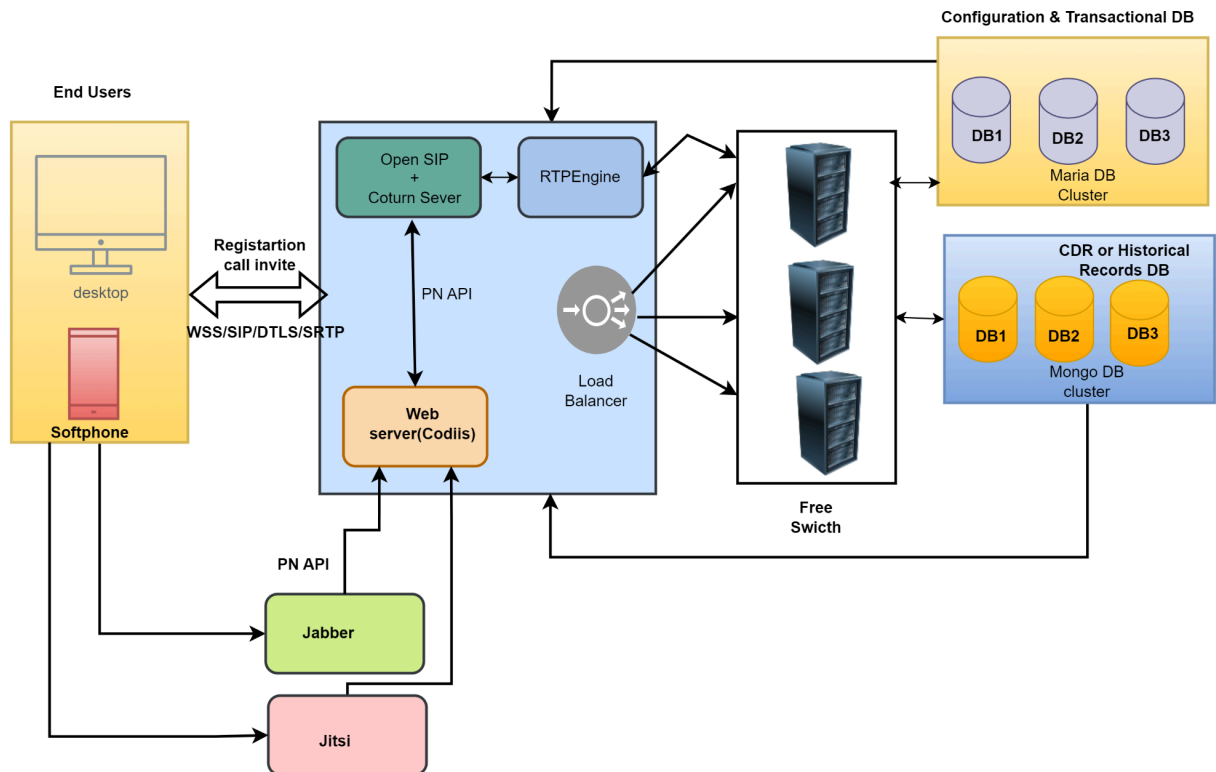 Configuration & Transactional DB
End Users
DB1
DB2
DB3
Maria DB
Cluster
Open SIP
+
Coturn Sever
RTPEngine
desktop
Registartion
call invite
WSS/SIP/DTLS/SRTP
PN API
CDR or Historical
Records DB
DB1
DB2
DB3
Mongo DB
cluster
Load
Balancer
Softphone
Web
server(Codiis)
Free
Swicth
PN API
Jabber
Jitsi